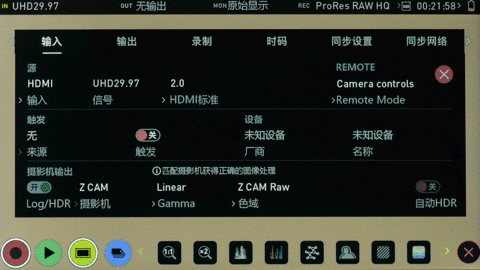 IN UHD29.97 OUT 无输出 MON 原始显示 REC ProRes RAW HQ 00:21:58
输入 输出 录制 时码 同步设置 同步网络
源 REMOTE
HDMI UHD29.97 2.0 Camera controls
输入 信号 HDMI标准 Remote Mode
触发 设备
无 关 未知设备 未知设备
来源 触发 厂商 名称
摄影机输出 匹配摄影机获得正确的图像处理
开 Z CAM Linear Z CAM Raw 关
Log/HDR 摄影机 Gamma 色域 自动HDR
1:1 ×2